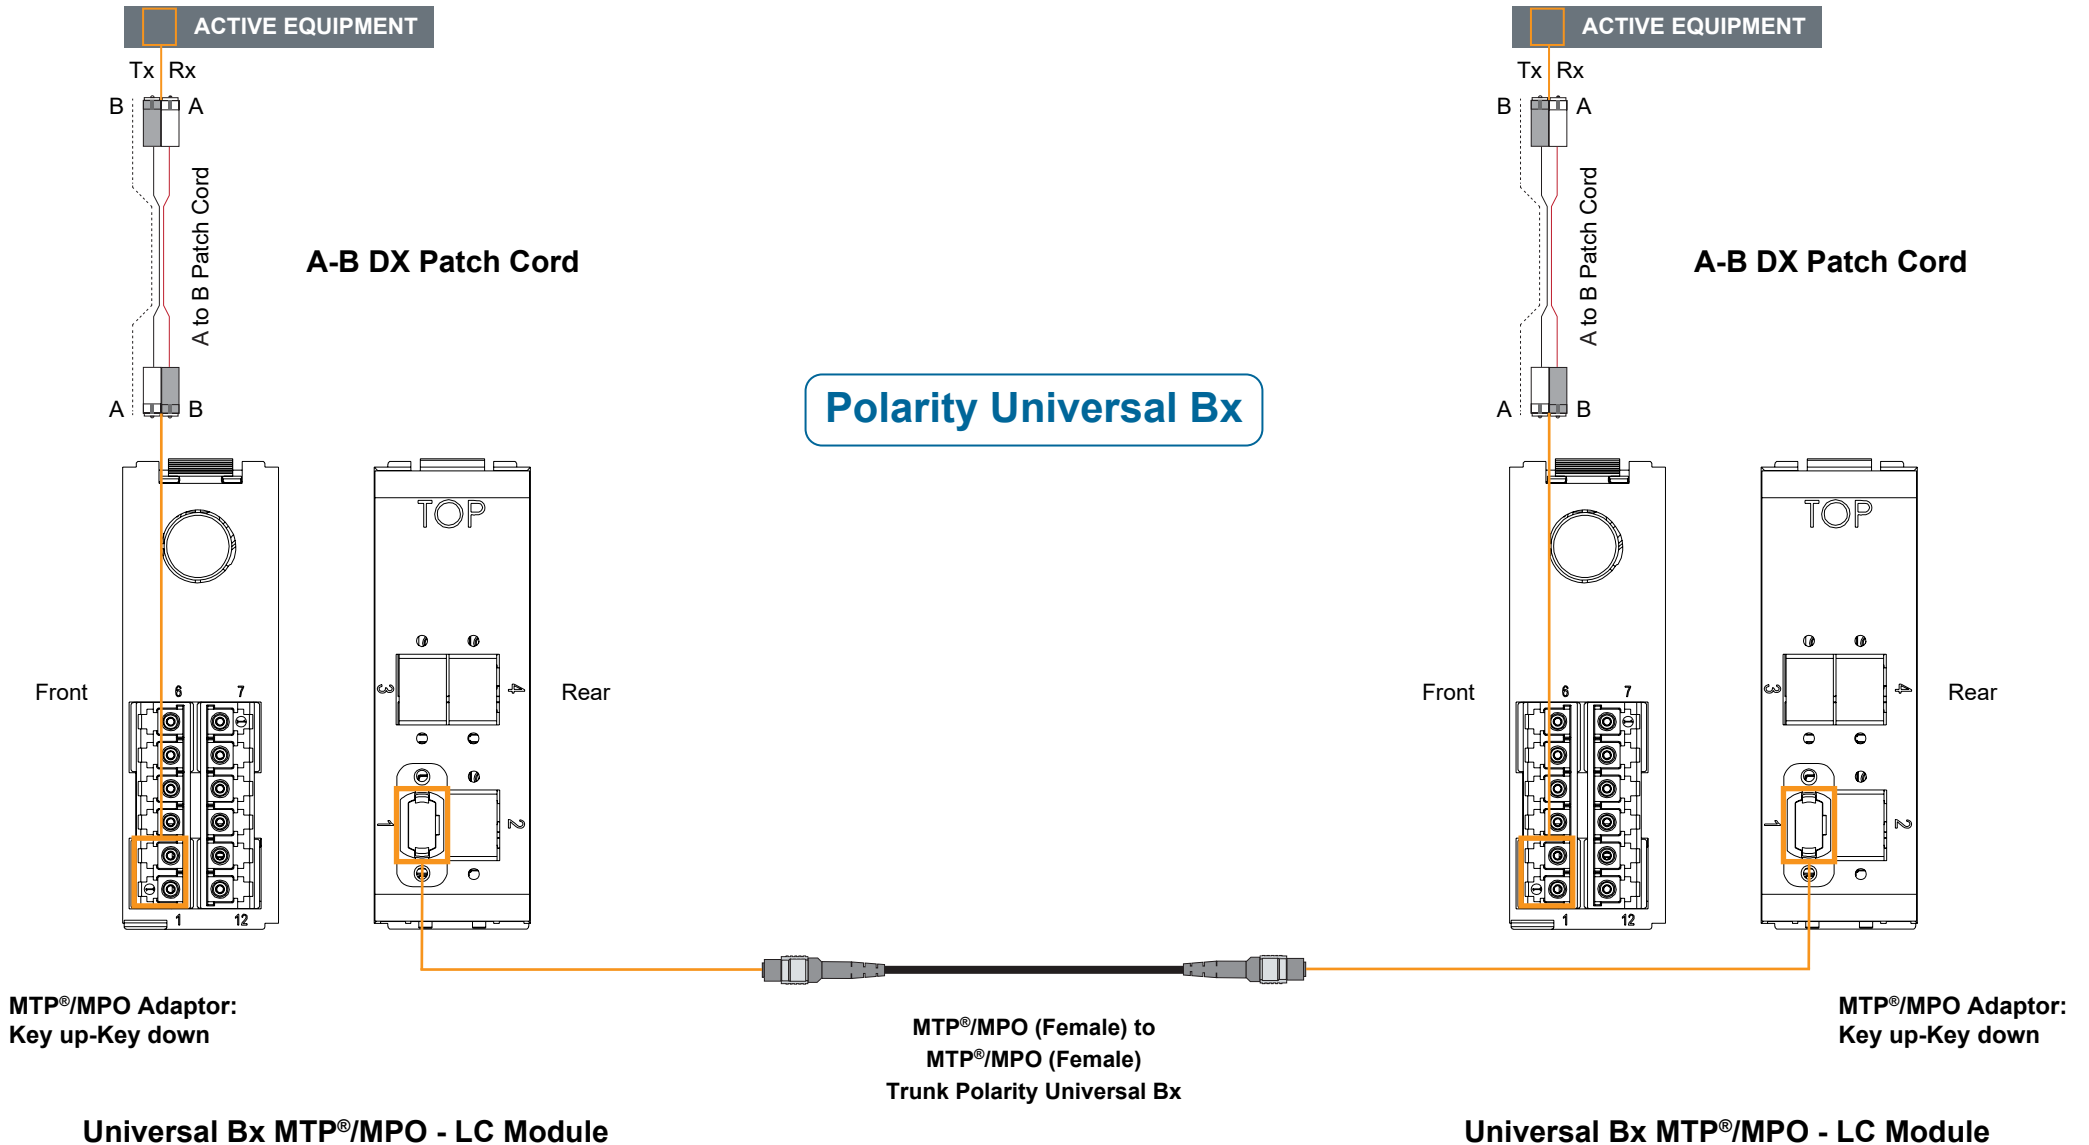 ACTIVE EQUIPMENT
Tx Rx
B A
A to B Patch Cord
A-B DX Patch Cord
A B
TOP
Front
6 7
1 12
3 4
1 2
Rear
MTP®/MPO Adaptor:
Key up-Key down
Universal Bx MTP®/MPO - LC Module
Polarity Universal Bx
MTP®/MPO (Female) to
MTP®/MPO (Female)
Trunk Polarity Universal Bx
ACTIVE EQUIPMENT
Tx Rx
B A
A to B Patch Cord
A-B DX Patch Cord
A B
TOP
Front
6 7
1 12
3 4
1 2
Rear
MTP®/MPO Adaptor:
Key up-Key down
Universal Bx MTP®/MPO - LC Module